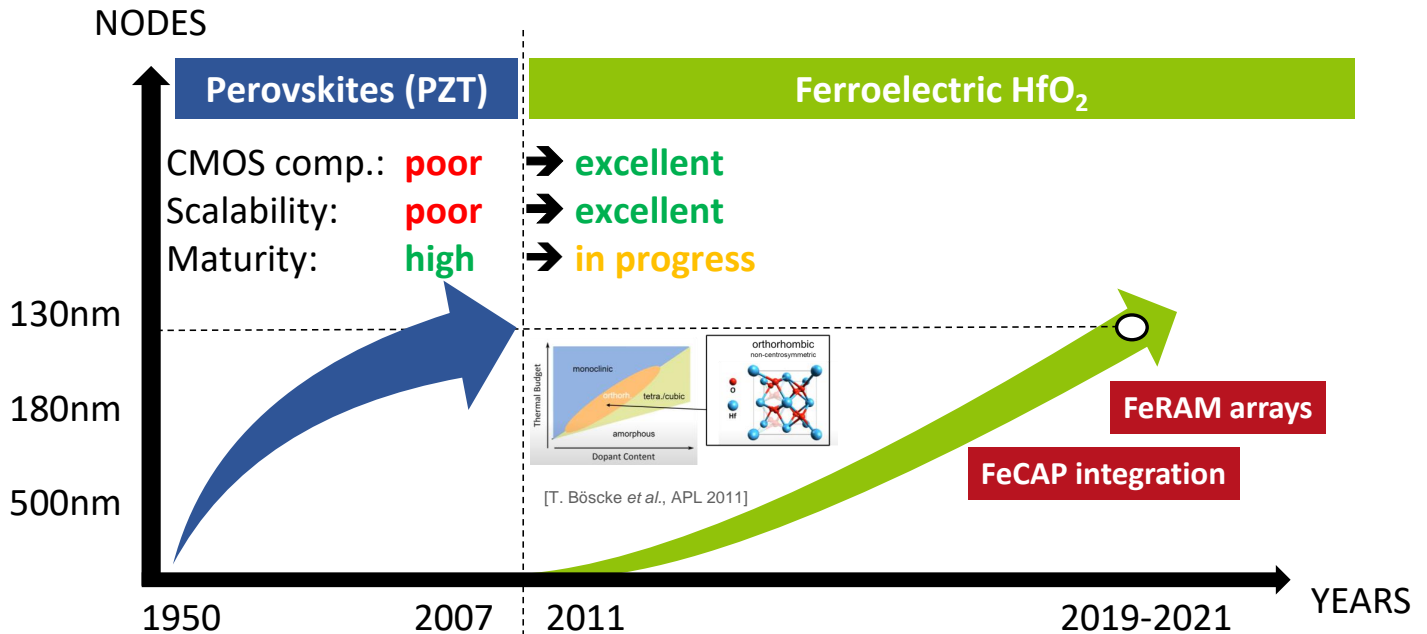 NODES
Perovskites (PZT)
Ferroelectric HfO₂
CMOS comp.: poor ➔ excellent
Scalability: poor ➔ excellent
Maturity: high ➔ in progress
130nm
180nm
500nm
Thermal Budget
monoclinic
orthorh.
tetra./cubic
amorphous
Dopant Content
orthorhombic
non-centrosymmetric
O
Hf
[T. Böscke et al., APL 2011]
FeRAM arrays
FeCAP integration
YEARS
1950
2007
2011
2019-2021